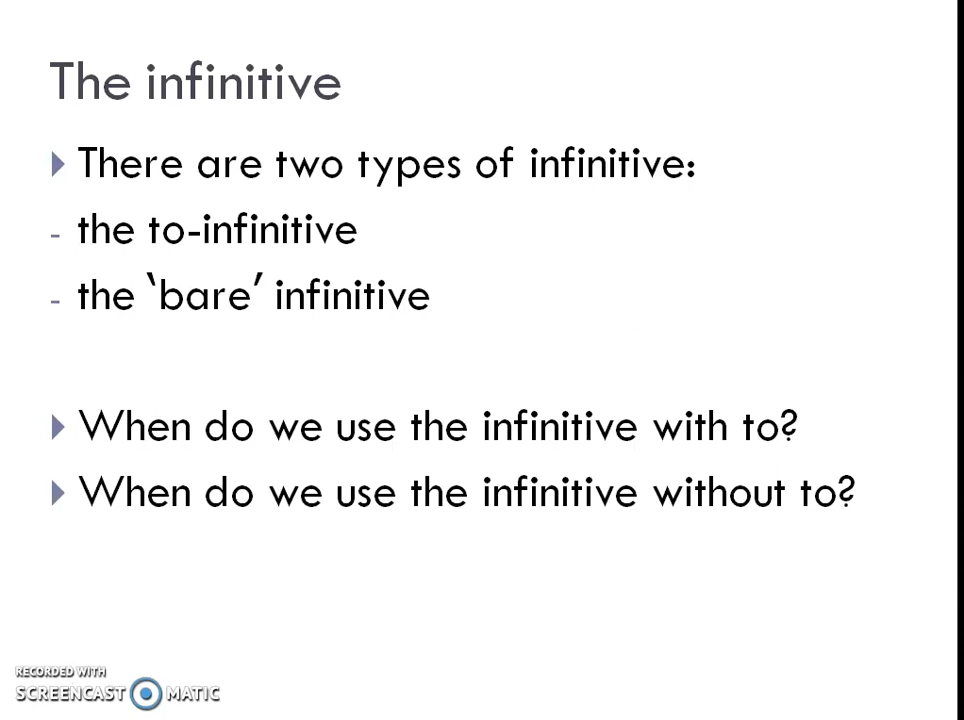 The infinitive
There are two types of infinitive:
- the to-infinitive
- the ‘bare’ infinitive
When do we use the infinitive with to?
When do we use the infinitive without to?
RECORDED WITH
SCREENCAST MATIC